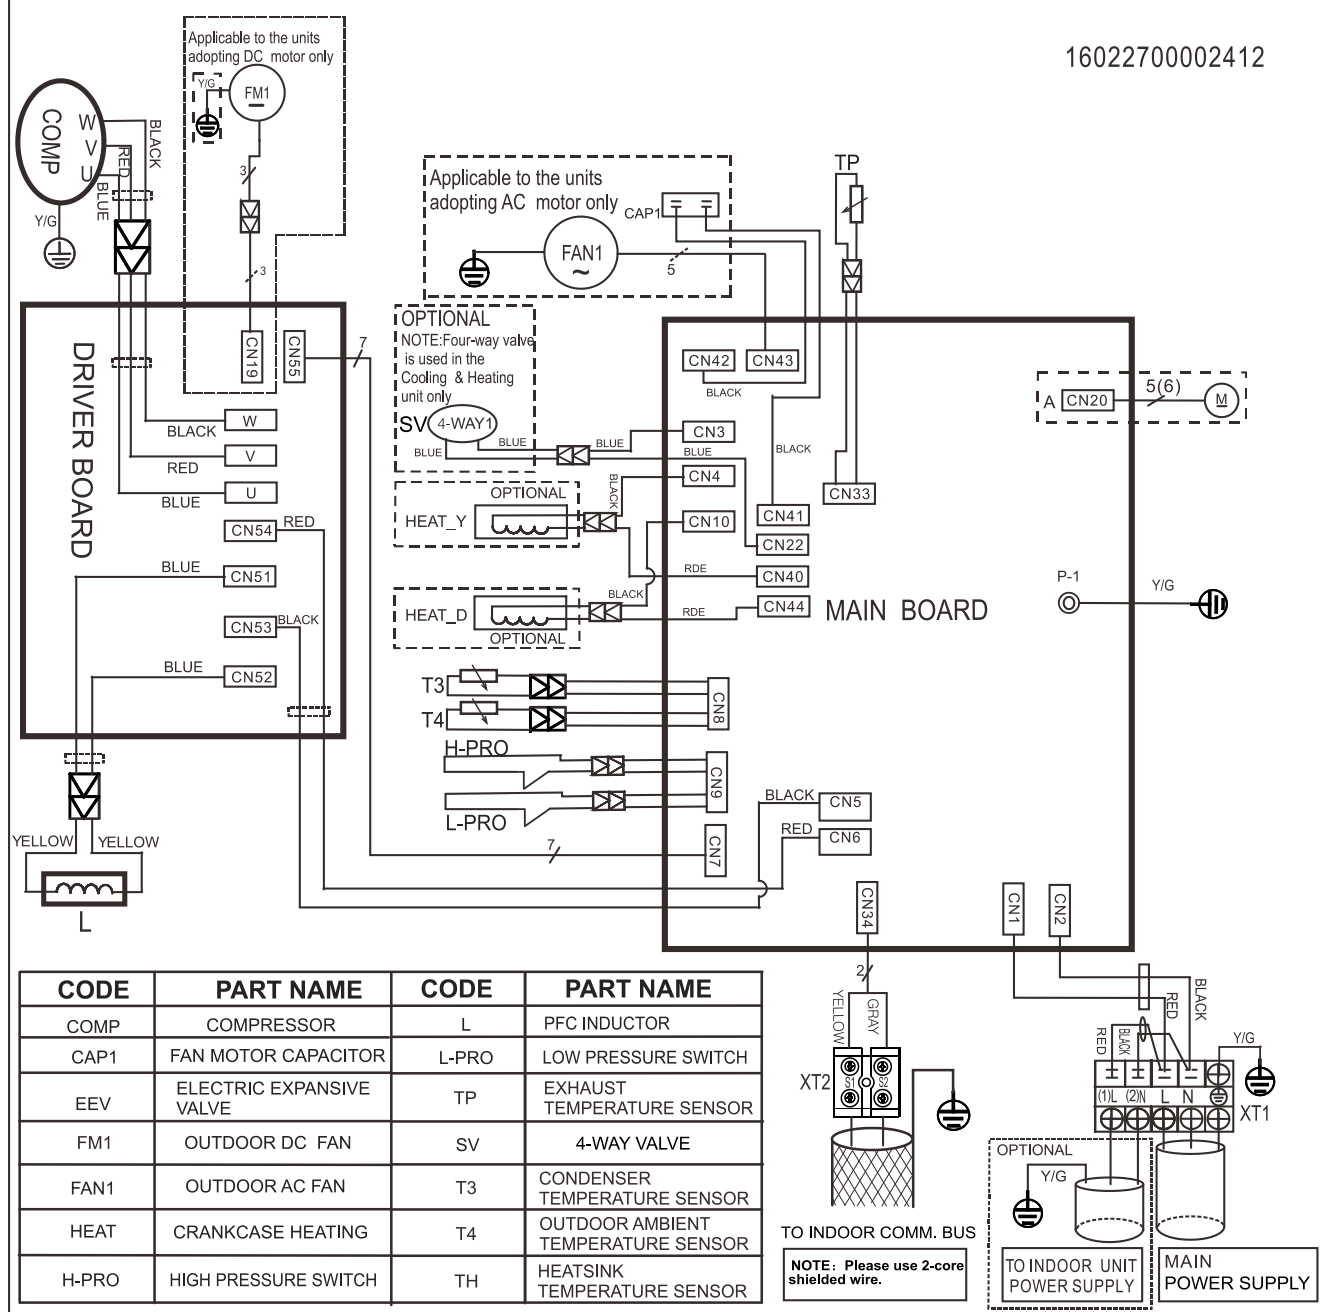 16022700002412
Applicable to the units
adopting DC motor only
Y/G
FM1
3
3
COMP
W
V
U
BLACK
RED
BLUE
Y/G
Applicable to the units
adopting AC motor only
CAP1
FAN1
~
5
TP
OPTIONAL
NOTE:Four-way valve
is used in the
Cooling & Heating
unit only
SV
4-WAY1
BLUE
BLUE
BLUE
BLUE
DRIVER BOARD
CN19
CN55
7
BLACK
W
RED
V
BLUE
U
CN54
RED
BLUE
CN51
CN53
BLACK
BLUE
CN52
YELLOW
YELLOW
L
CN42
CN43
BLACK
CN3
CN4
CN10
BLACK
CN41
CN22
CN40
CN44
CN33
A
CN20
5(6)
M
OPTIONAL
HEAT_Y
BLACK
RDE
HEAT_D
OPTIONAL
BLACK
RDE
MAIN BOARD
P-1
Y/G
T3
T4
CN8
H-PRO
L-PRO
CN9
7
CN7
BLACK
CN5
RED
CN6
CN34
CN1
CN2
2
YELLOW
GRAY
XT2
S1
S2
RED
BLACK
RED
BLACK
Y/G
(1)L
(2)N
L
N
XT1
OPTIONAL
Y/G
TO INDOOR COMM. BUS
NOTE: Please use 2-core
shielded wire.
TO INDOOR UNIT
POWER SUPPLY
MAIN
POWER SUPPLY
CODE PART NAME CODE PART NAME
COMP COMPRESSOR L PFC INDUCTOR
CAP1 FAN MOTOR CAPACITOR L-PRO LOW PRESSURE SWITCH
EEV ELECTRIC EXPANSIVE VALVE TP EXHAUST TEMPERATURE SENSOR
FM1 OUTDOOR DC FAN SV 4-WAY VALVE
FAN1 OUTDOOR AC FAN T3 CONDENSER TEMPERATURE SENSOR
HEAT CRANKCASE HEATING T4 OUTDOOR AMBIENT TEMPERATURE SENSOR
H-PRO HIGH PRESSURE SWITCH TH HEATSINK TEMPERATURE SENSOR